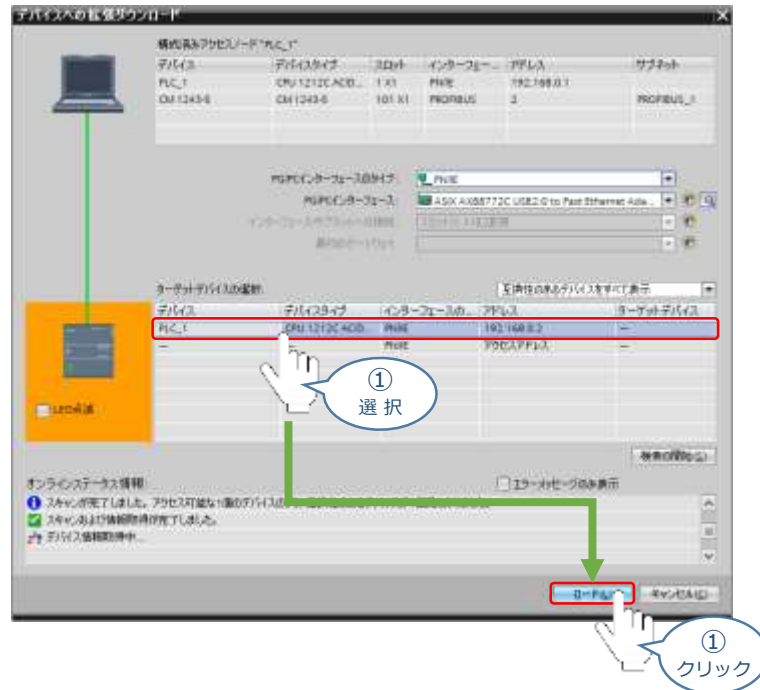 デバイスへの拡張ダウンロード
構成済みアクセスノード"PLC_1"
デバイス デバイスタイプ スロット インターフェー... アドレス サブネット
PLC_1 CPU 1212C AC/D... 1 X1 PN/IE 192.168.0.1
CM 1243-5 CM 1243-5 101 X1 PROFIBUS 2 PROFIBUS_1
PG/PCインターフェースのタイプ: PN/IE
PG/PCインターフェース: ASIX AX88772C USB2.0 to Fast Ethernet Ada...
ターゲットデバイスの選択: 互換性のあるデバイスをすべて表示
デバイス デバイスタイプ インターフェースの... アドレス ターゲットデバイス
PLC_1 CPU 1212C AC/D... PN/IE 192.168.0.2 —
— — PN/IE アクセスアドレス —
①
選 択
LED点滅
検索の開始(S)
オンラインステータス情報 エラーメッセージのみ表示
スキャンが完了しました。アクセス可能な1個のデバイス
スキャンおよび情報取得が完了しました。
デバイス情報取得中...
ロード キャンセル(C)
①
クリック